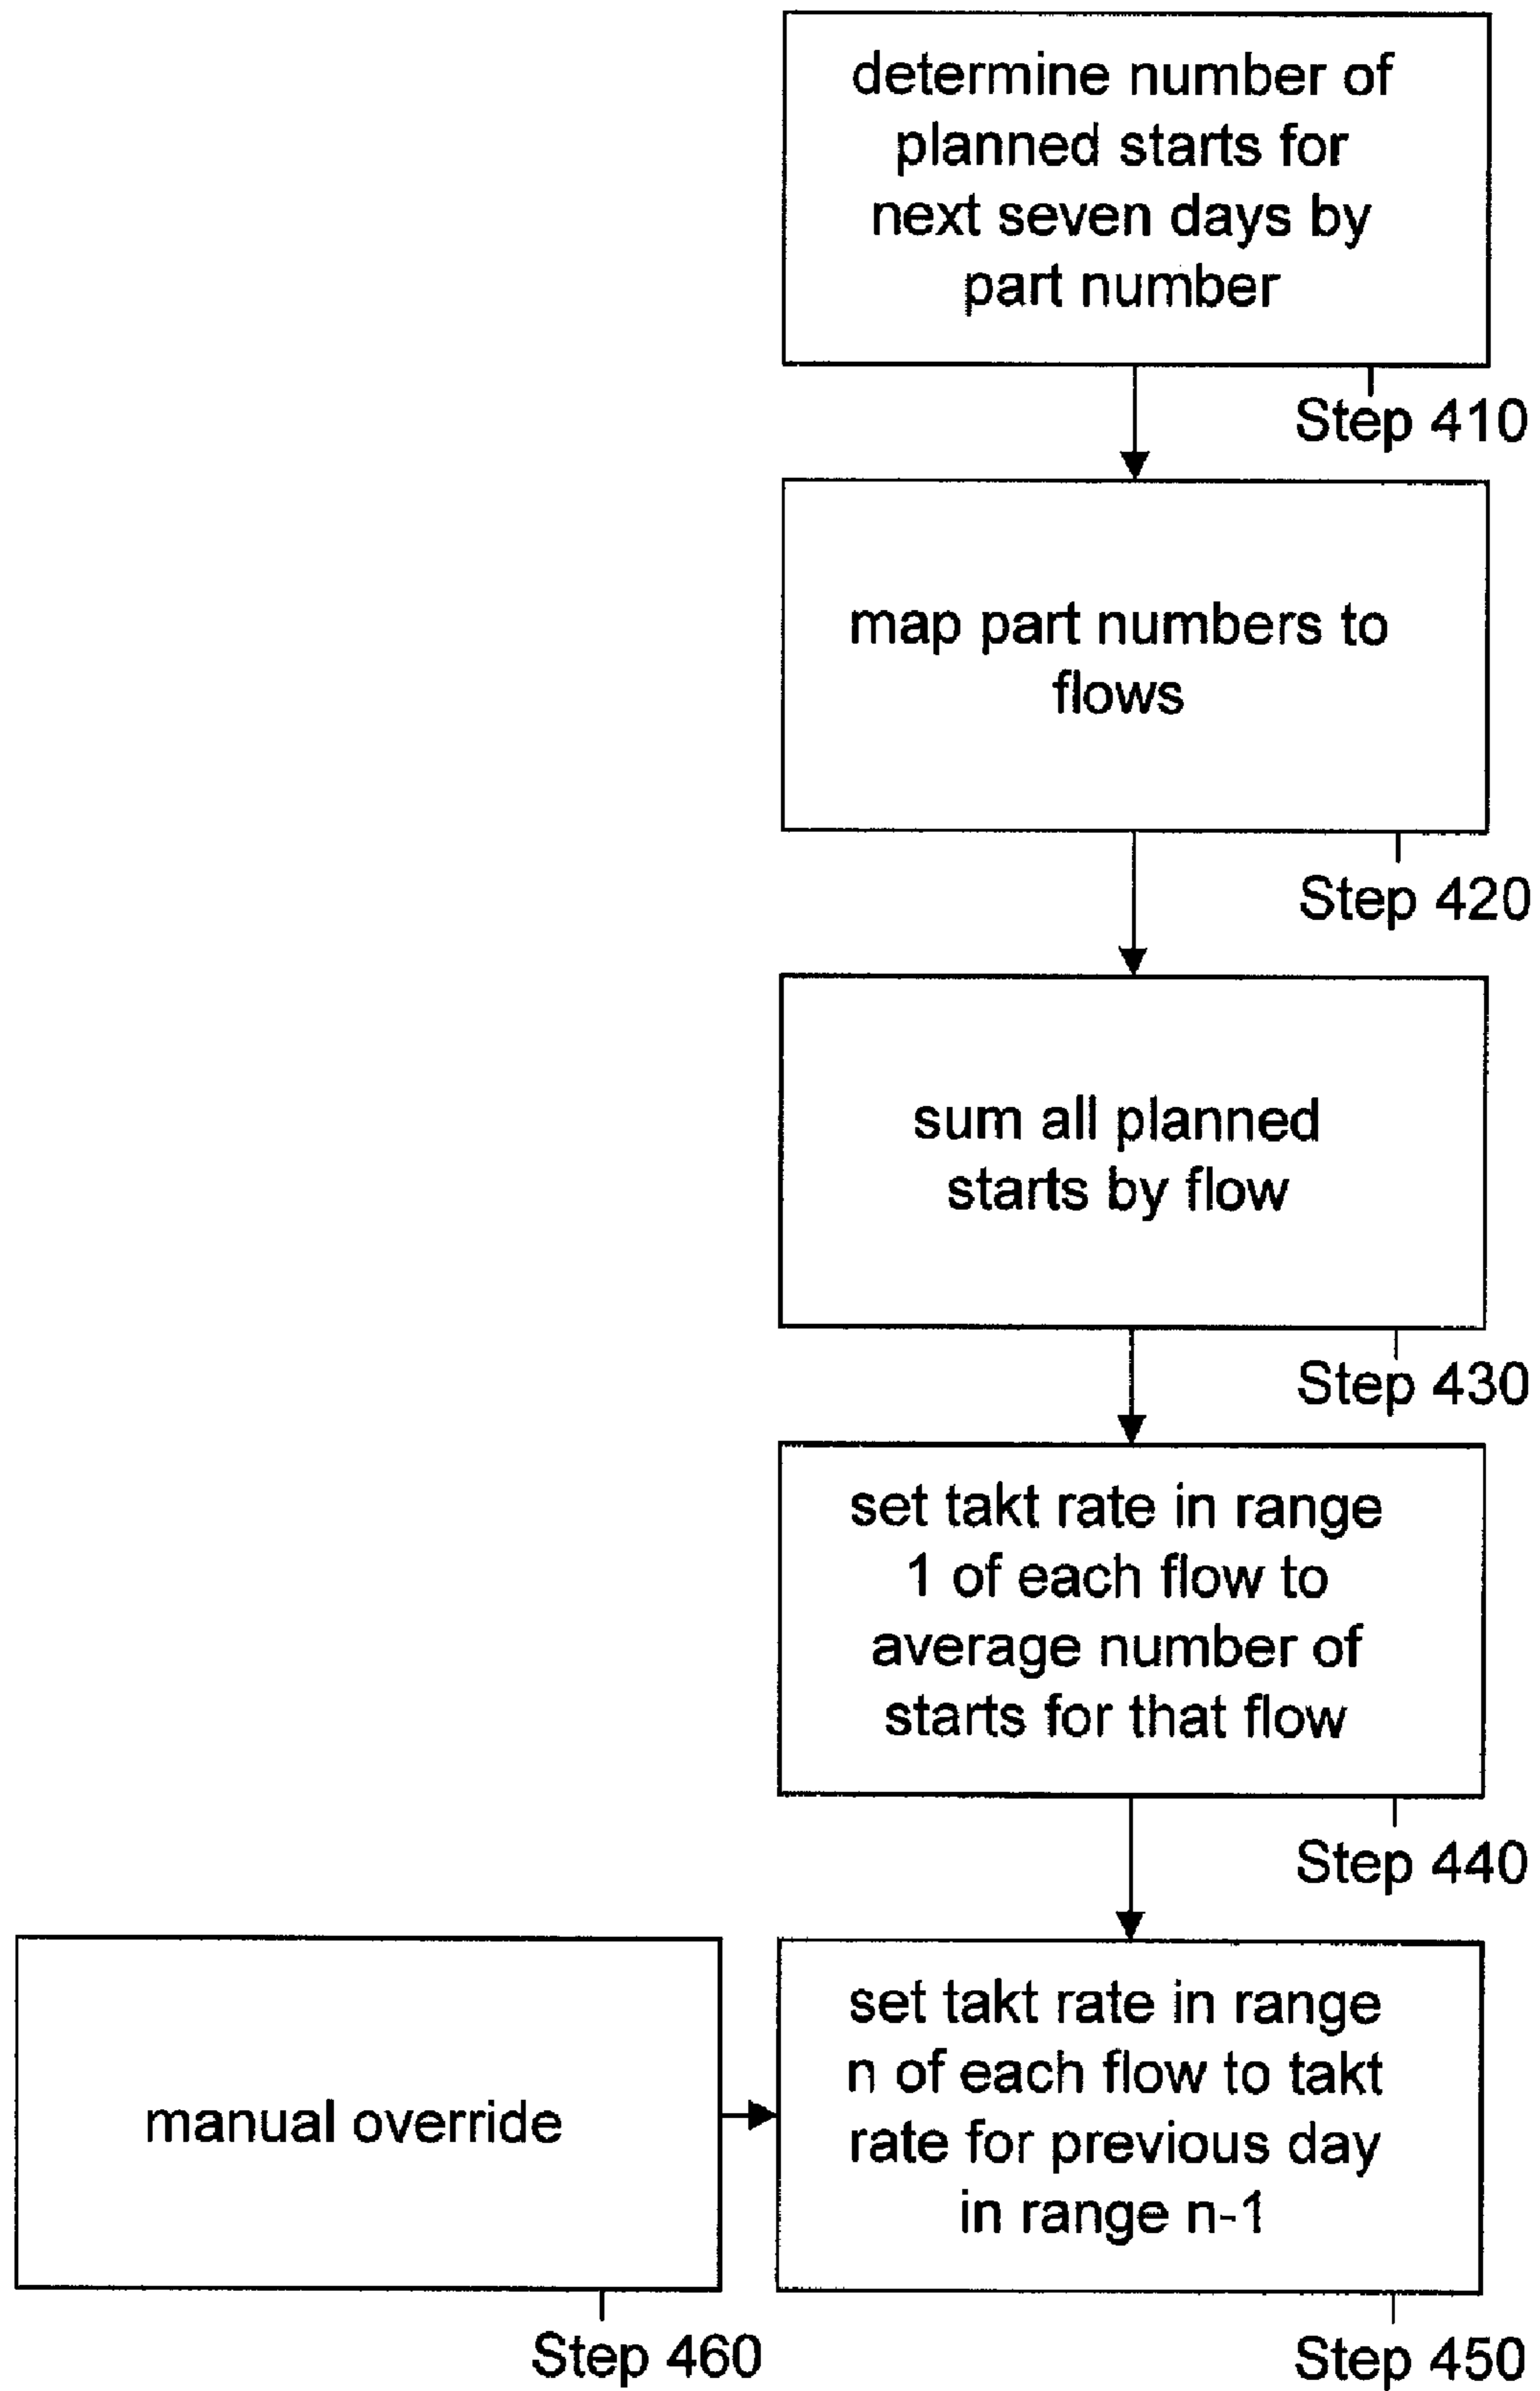 determine number of
planned starts for
next seven days by
part number
Step 410
map part numbers to
flows
Step 420
sum all planned
starts by flow
Step 430
set takt rate in range
1 of each flow to
average number of
starts for that flow
Step 440
manual override
Step 460
set takt rate in range
n of each flow to takt
rate for previous day
in range n-1
Step 450